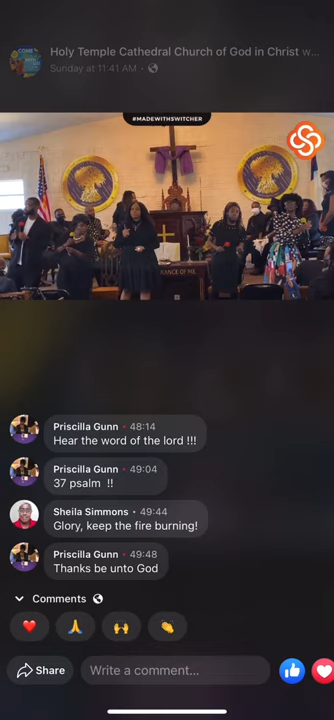 Holy Temple Cathedral Church of God in Christ w...
Sunday at 11:41 AM ·
#MADEWITHSWITCHER
Priscilla Gunn • 48:14
Hear the word of the lord !!!
Priscilla Gunn • 49:04
37 psalm !!
Sheila Simmons • 49:44
Glory, keep the fire burning!
Priscilla Gunn • 49:48
Thanks be unto God
Comments
Share
Write a comment...